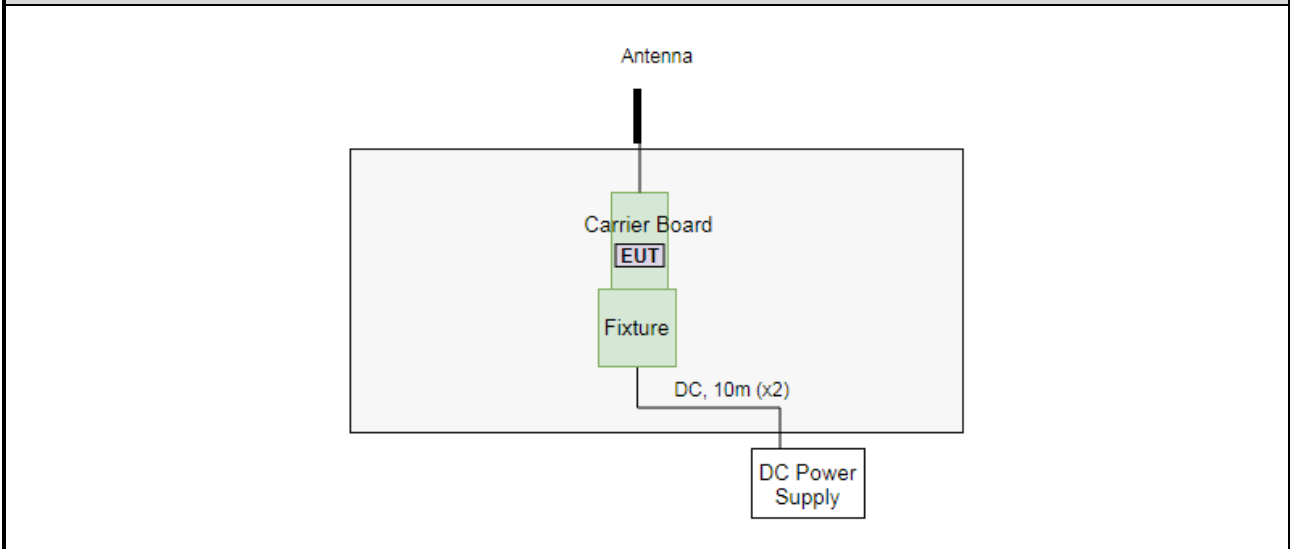 Antenna
Carrier Board
EUT
Fixture
DC, 10m (x2)
DC Power
Supply